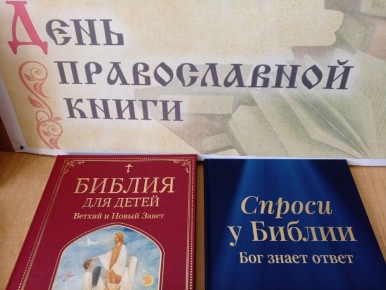 День
православной
книги
БИБЛИЯ
ДЛЯ ДЕТЕЙ
Ветхий и Новый Завет
Спроси
у Библии
Бог знает ответ